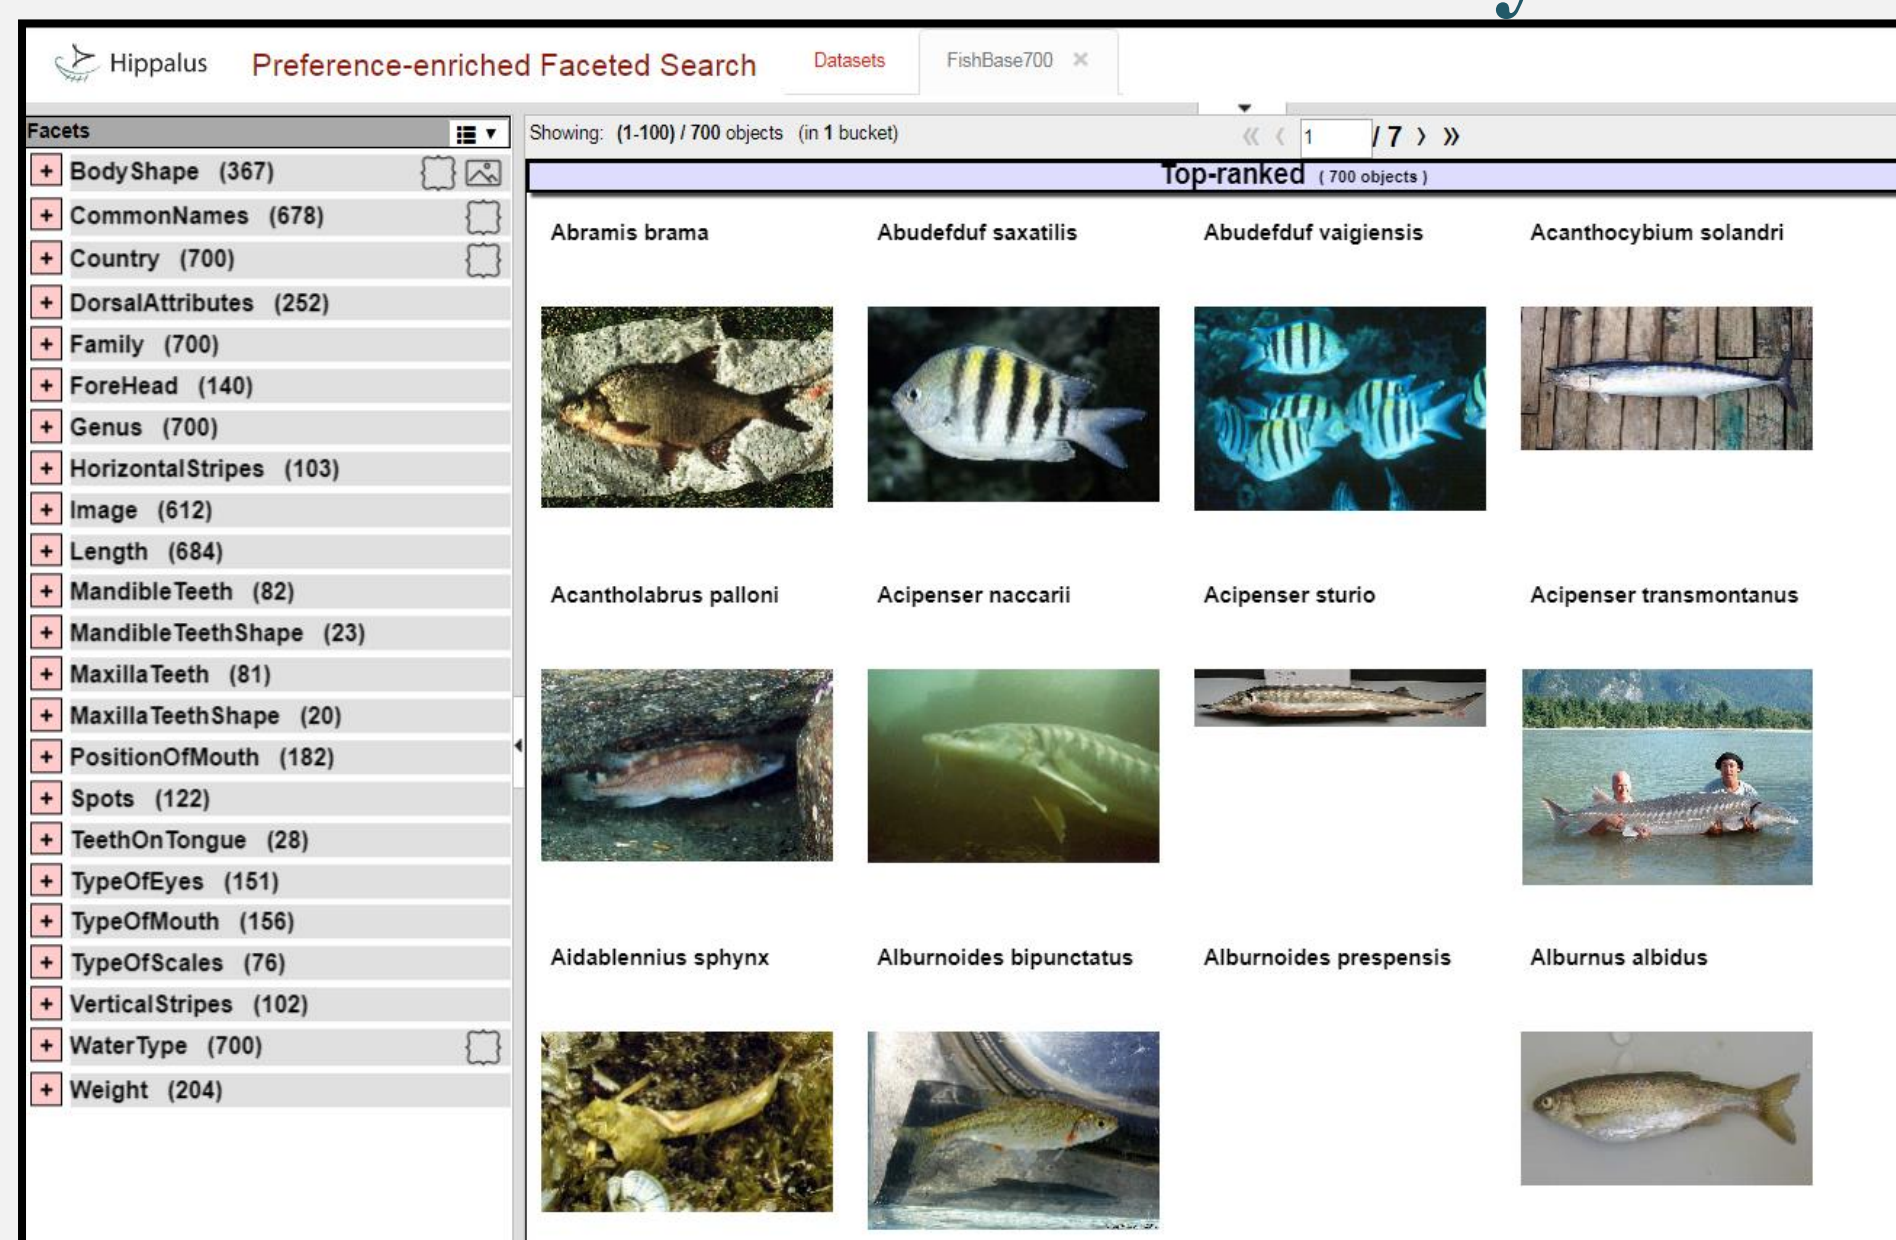 y
Hippalus Preference-enriched Faceted Search Datasets FishBase700 ×
Facets
Showing: (1-100) / 700 objects (in 1 bucket) « ‹ 1 / 7 › »
Top-ranked ( 700 objects )
+ BodyShape (367)
+ CommonNames (678)
+ Country (700)
+ DorsalAttributes (252)
+ Family (700)
+ ForeHead (140)
+ Genus (700)
+ HorizontalStripes (103)
+ Image (612)
+ Length (684)
+ MandibleTeeth (82)
+ MandibleTeethShape (23)
+ MaxillaTeeth (81)
+ MaxillaTeethShape (20)
+ PositionOfMouth (182)
+ Spots (122)
+ TeethOnTongue (28)
+ TypeOfEyes (151)
+ TypeOfMouth (156)
+ TypeOfScales (76)
+ VerticalStripes (102)
+ WaterType (700)
+ Weight (204)
Abramis brama Abudefduf saxatilis Abudefduf vaigiensis Acanthocybium solandri
Acantholabrus palloni Acipenser naccarii Acipenser sturio Acipenser transmontanus
Aidablennius sphynx Alburnoides bipunctatus Alburnoides prespensis Alburnus albidus